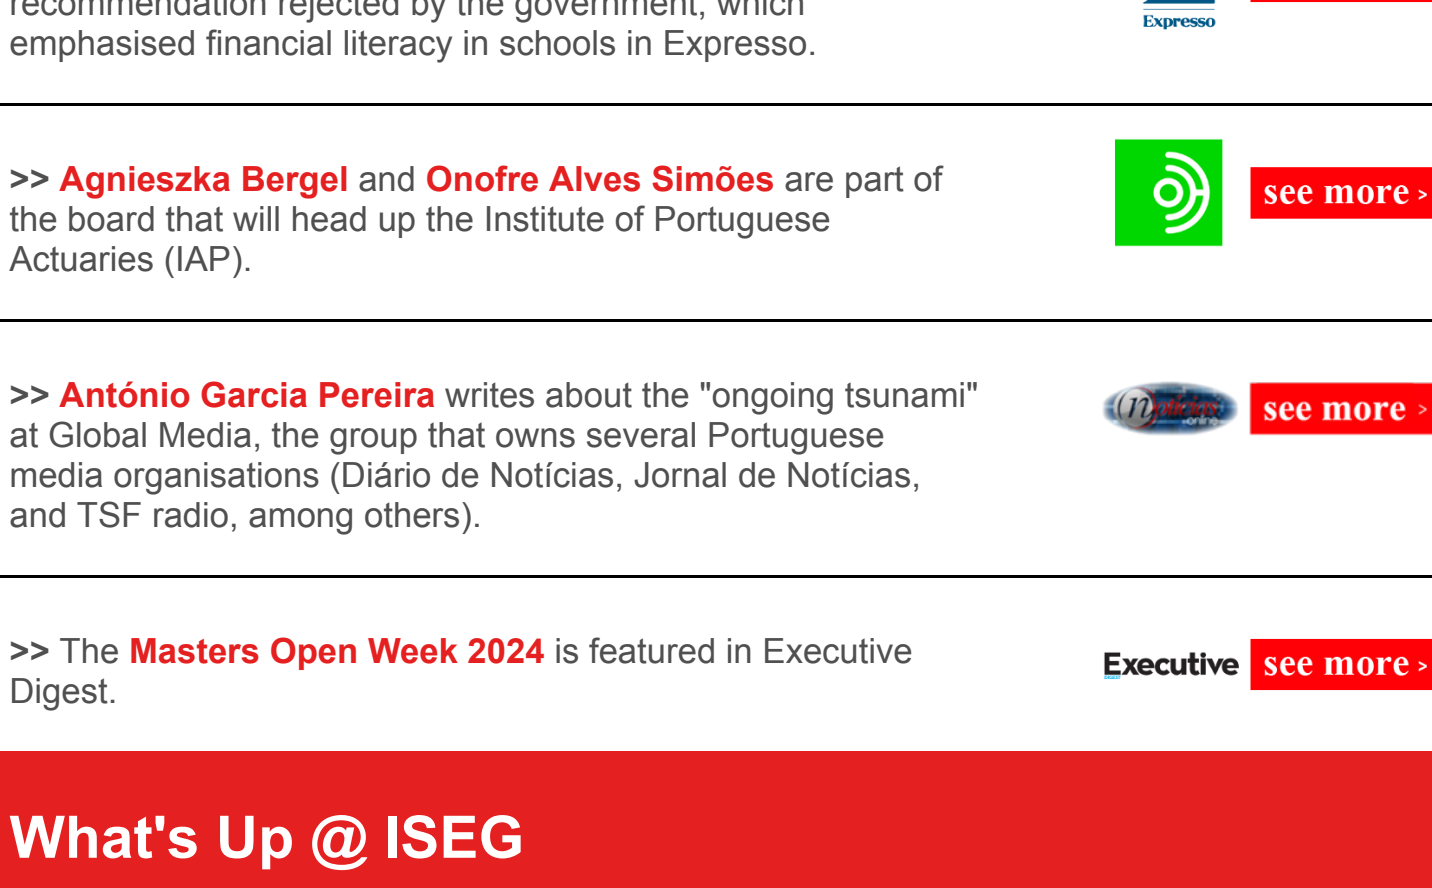 recommendation rejected by the government, which
emphasised financial literacy in schools in Expresso.
Expresso
>> Agnieszka Bergel and Onofre Alves Simões are part of
the board that will head up the Institute of Portuguese
Actuaries (IAP).
see more >
>> António Garcia Pereira writes about the "ongoing tsunami"
at Global Media, the group that owns several Portuguese
media organisations (Diário de Notícias, Jornal de Notícias,
and TSF radio, among others).
Notícias
online
see more >
>> The Masters Open Week 2024 is featured in Executive
Digest.
Executive
DIGEST
see more >
What's Up @ ISEG